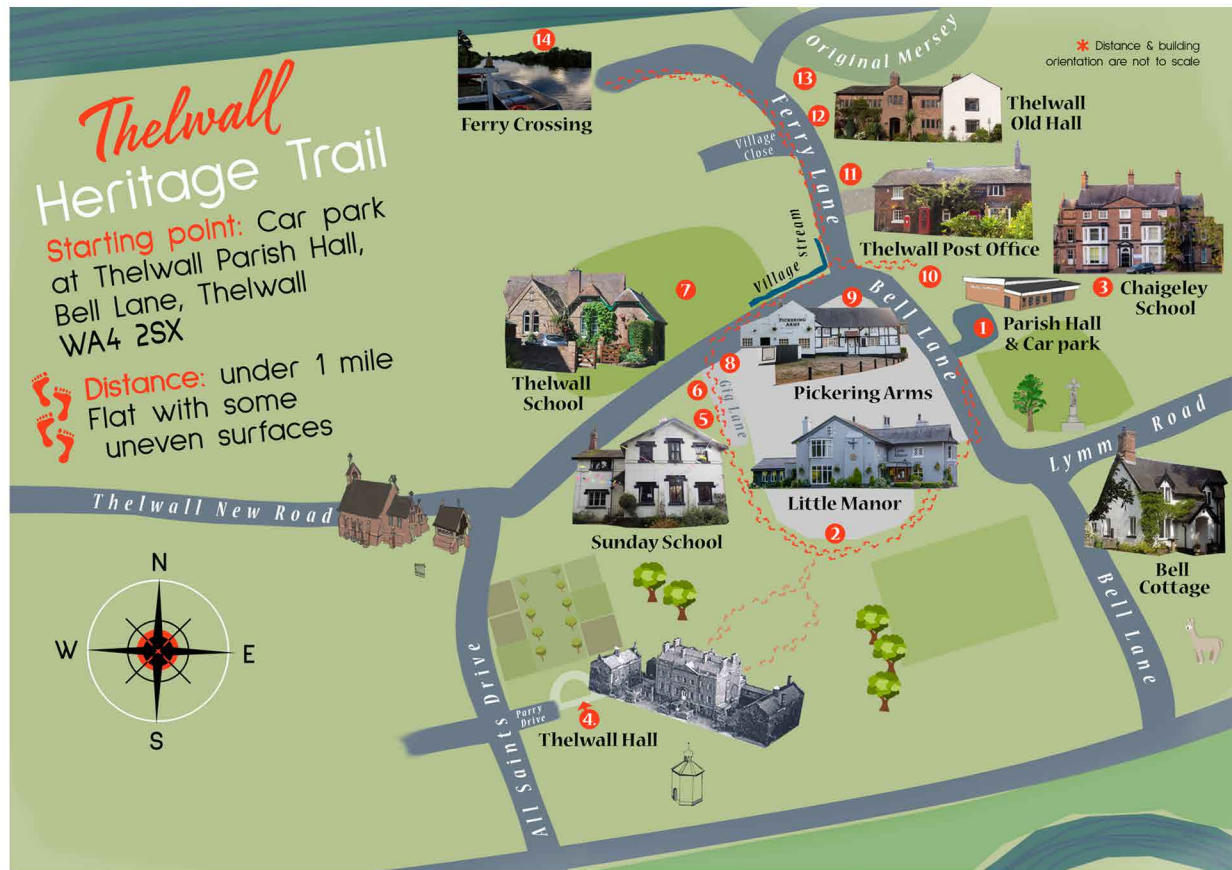 Thelwall
Heritage Trail
Starting point: Car park
at Thelwall Parish Hall,
Bell Lane, Thelwall
WA4 2SX
Distance: under 1 mile
Flat with some
uneven surfaces
* Distance & building
orientation are not to scale
Original Mersey
14
Ferry Crossing
13
12
Ferry Lane
Thelwall
Old Hall
Village
Close
11
Thelwall Post Office
Village stream
10
3 Chaigeley
School
7
9
PICKERING
ARMS
Bell Lane
1
Parish Hall
& Car park
Thelwall
School
8
Pickering Arms
6
Gig Lane
5
Lymm Road
Little Manor
Sunday School
2
Thelwall New Road
Bell
Cottage
Bell Lane
N
W
E
S
All Saints Drive
Parry
Drive
4.
Thelwall Hall